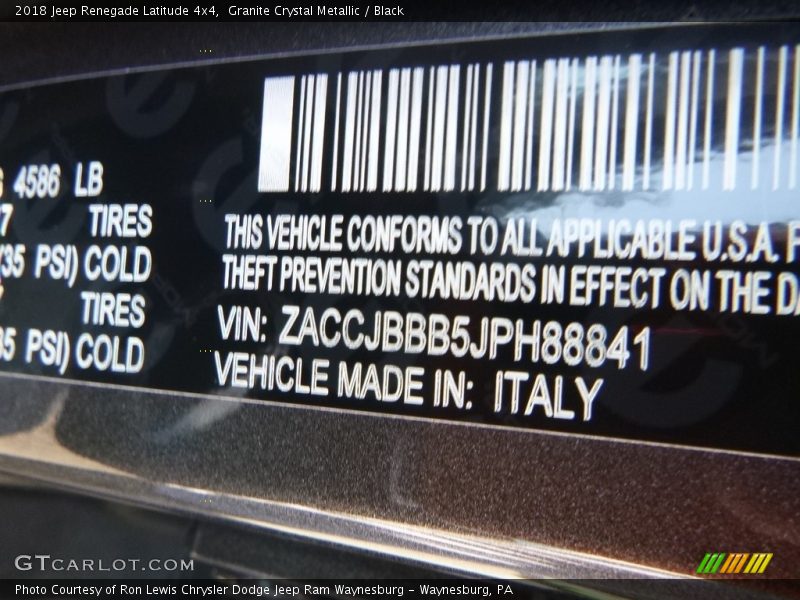 2018 Jeep Renegade Latitude 4x4,  Granite Crystal Metallic / Black
4586 LB
TIRES
(35 PSI) COLD
TIRES
35 PSI) COLD
THIS VEHICLE CONFORMS TO ALL APPLICABLE U.S.A. F
THEFT PREVENTION STANDARDS IN EFFECT ON THE DA
VIN: ZACCJBBB5JPH88841
VEHICLE MADE IN: ITALY
GTCARLOT.COM
Photo Courtesy of Ron Lewis Chrysler Dodge Jeep Ram Waynesburg – Waynesburg, PA